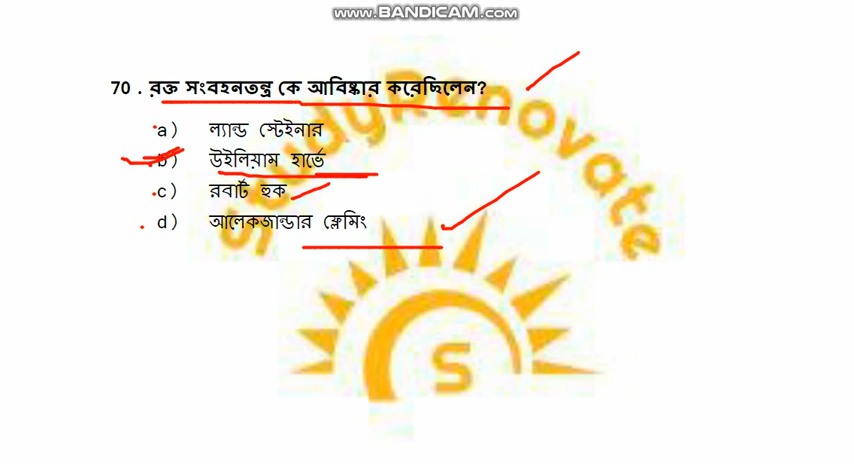 www.BANDICAM.com
70 . রক্ত সংবহনতন্ত্র কে আবিষ্কার করেছিলেন?
a) ল্যান্ড স্টেইনার
b) উইলিয়াম হার্ভে
c) রবার্ট হুক
d) আলেকজান্ডার ফ্লেমিং
StudyRenovate
S